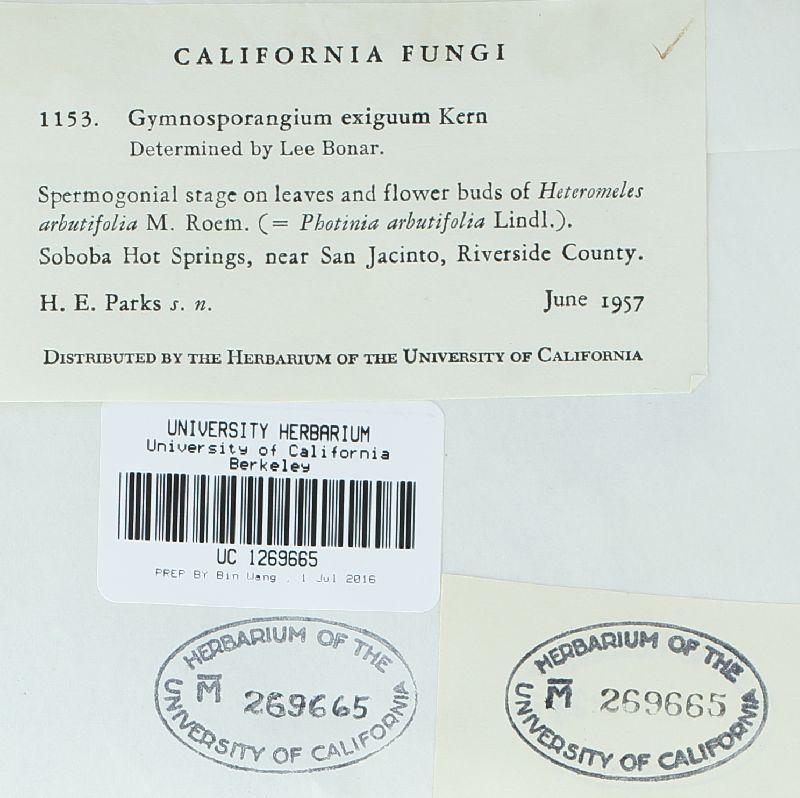 CALIFORNIA FUNGI
1153. Gymnosporangium exiguum Kern
Determined by Lee Bonar.
Spermogonial stage on leaves and flower buds of Heteromeles
arbutifolia M. Roem. (= Photinia arbutifolia Lindl.).
Soboba Hot Springs, near San Jacinto, Riverside County.
H. E. Parks s. n. June 1957
DISTRIBUTED BY THE HERBARIUM OF THE UNIVERSITY OF CALIFORNIA
UNIVERSITY HERBARIUM
University of California
Berkeley
UC 1269665
PREP BY Bin Wang , 1 Jul 2016
HERBARIUM OF THE
M̅ 269665
UNIVERSITY OF CALIFORNIA
HERBARIUM OF THE
M̅ 269665
UNIVERSITY OF CALIFORNIA